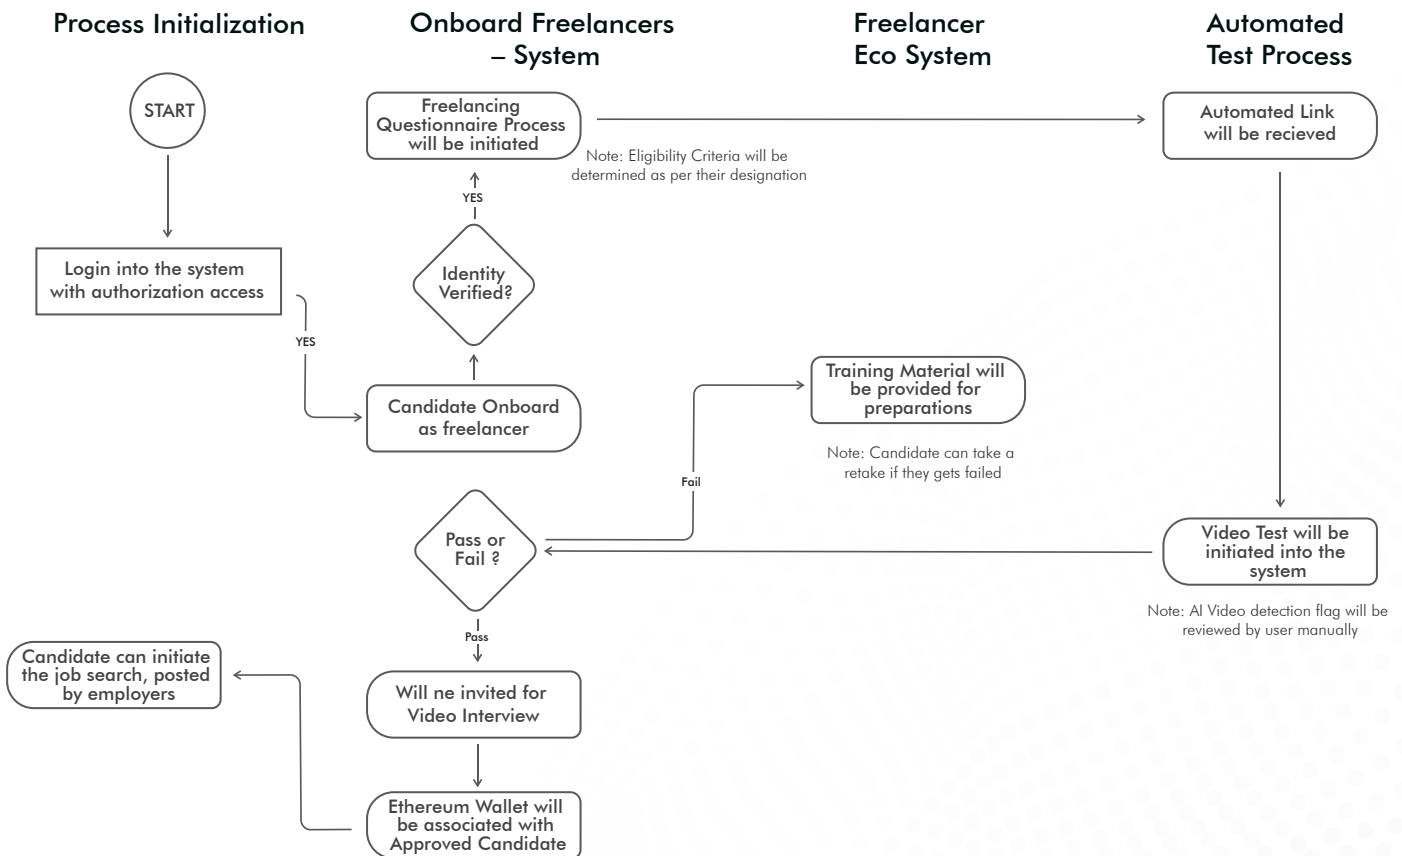 Process Initialization
Onboard Freelancers
– System
Freelancer
Eco System
Automated
Test Process
START
Freelancing
Questionnaire Process
will be initiated
Note: Eligibility Criteria will be
determined as per their designation
Automated Link
will be recieved
YES
Identity
Verified?
Login into the system
with authorization access
YES
Candidate Onboard
as freelancer
Training Material will
be provided for
preparations
Note: Candidate can take a
retake if they gets failed
Fail
Pass or
Fail ?
Video Test will be
initiated into the
system
Note: AI Video detection flag will be
reviewed by user manually
Pass
Candidate can initiate
the job search, posted
by employers
Will ne invited for
Video Interview
Ethereum Wallet will
be associated with
Approved Candidate